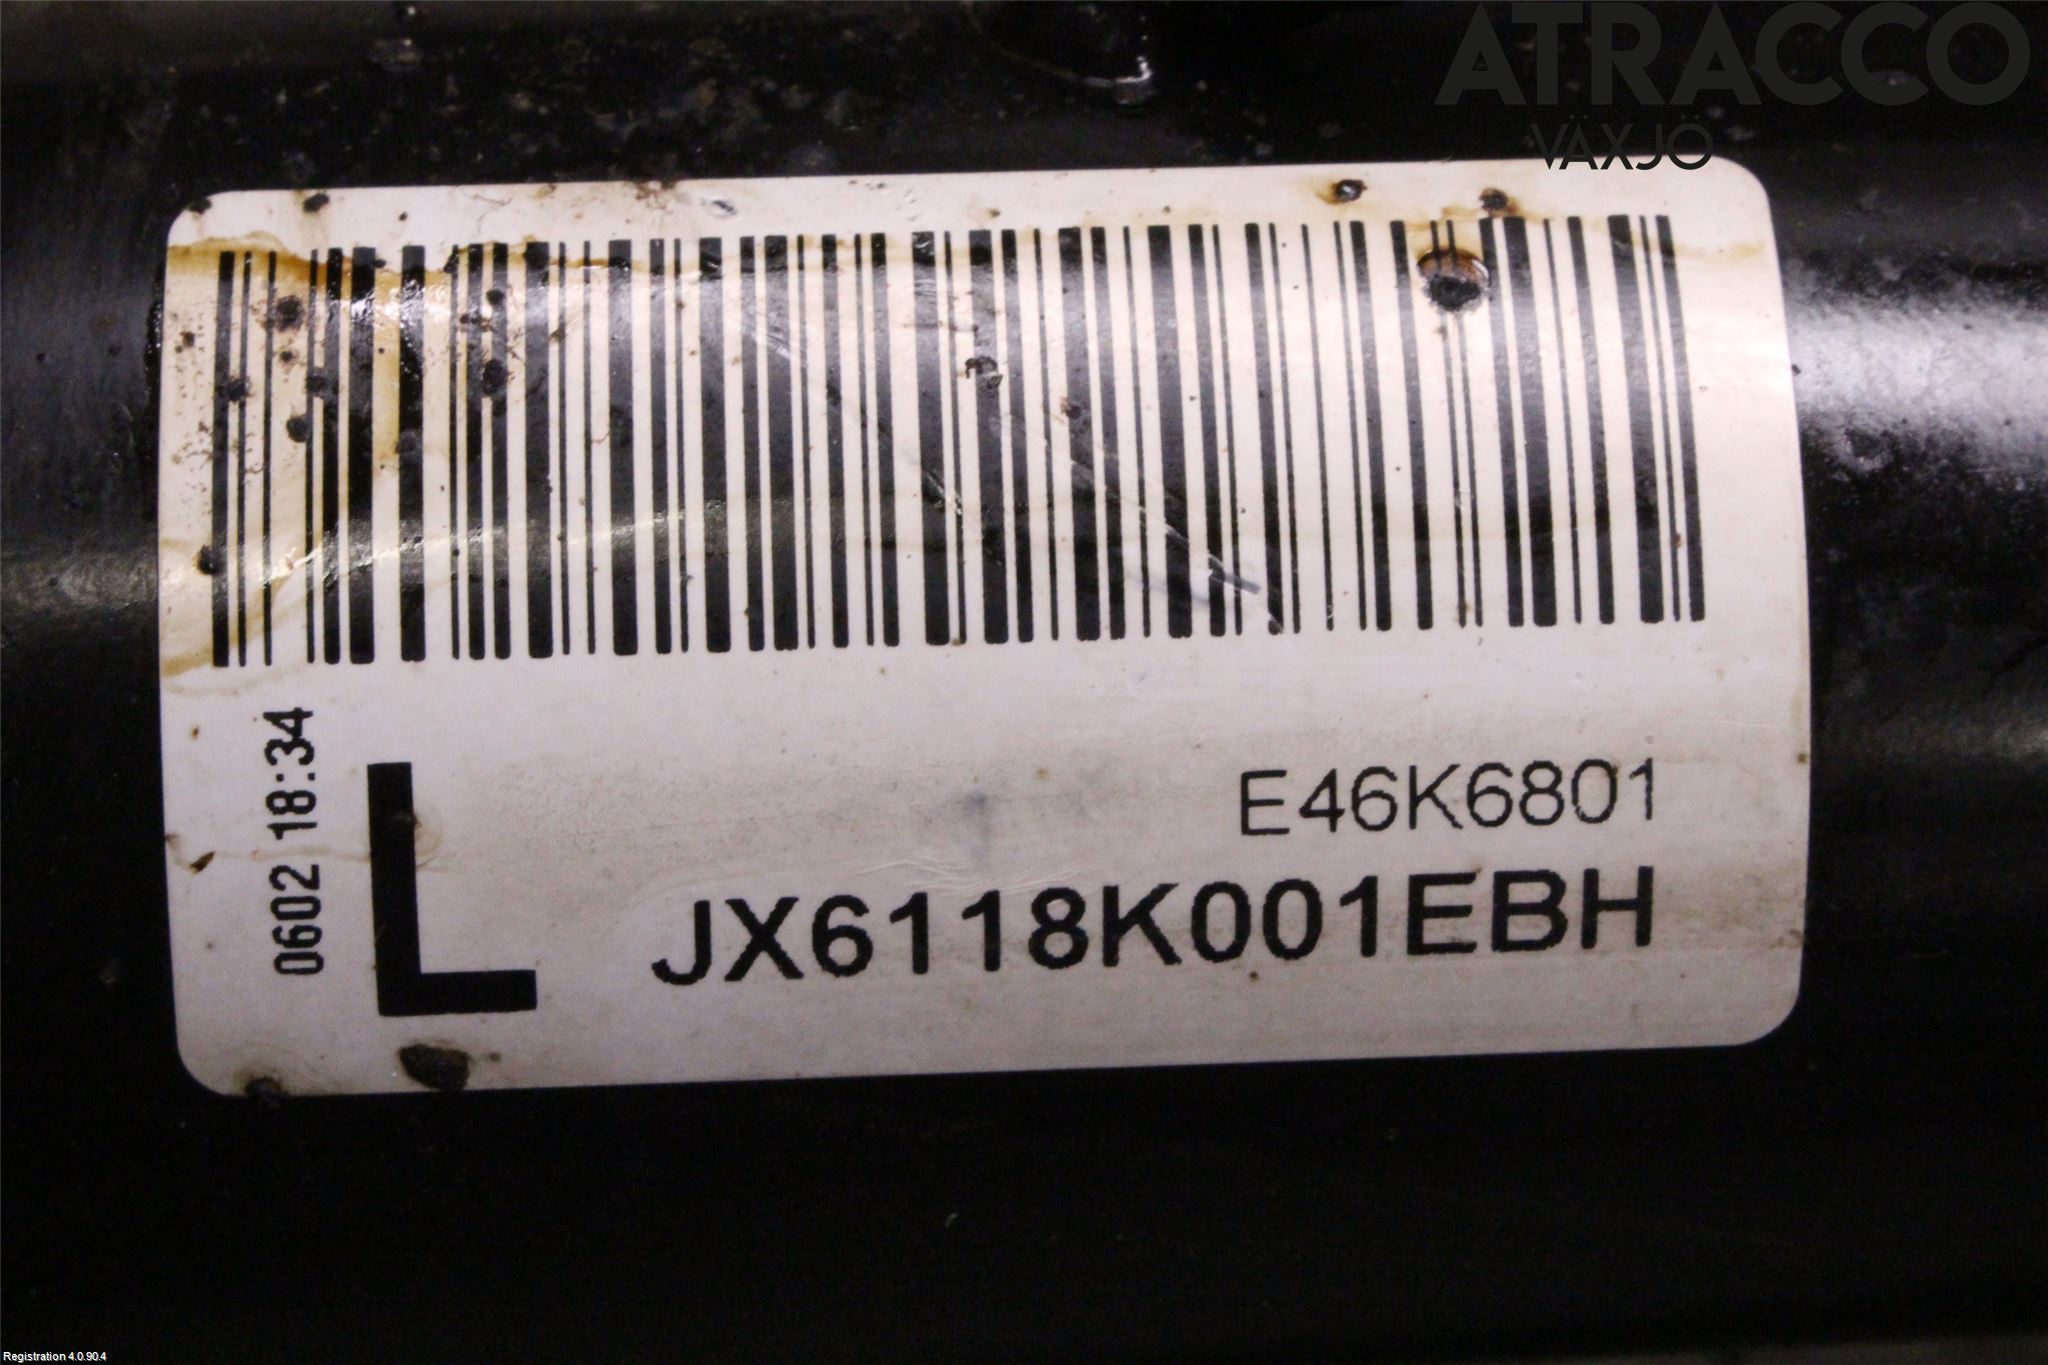 ATRACCO
VÄXJÖ
0602 18:34
L
E46K6801
JX6118K001EBH
Registration 4.0.90.4